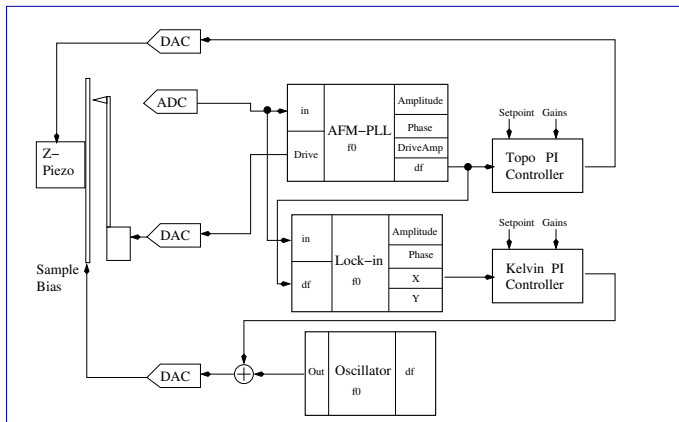 DAC
ADC
in
AFM-PLL
f0
Drive
Amplitude
Phase
DriveAmp
df
Setpoint Gains
Topo PI
Controller
Z-
Piezo
DAC
Sample
Bias
in
df
Lock-in
f0
Amplitude
Phase
X
Y
Setpoint Gains
Kelvin PI
Controller
DAC
Out
Oscillator
f0
df